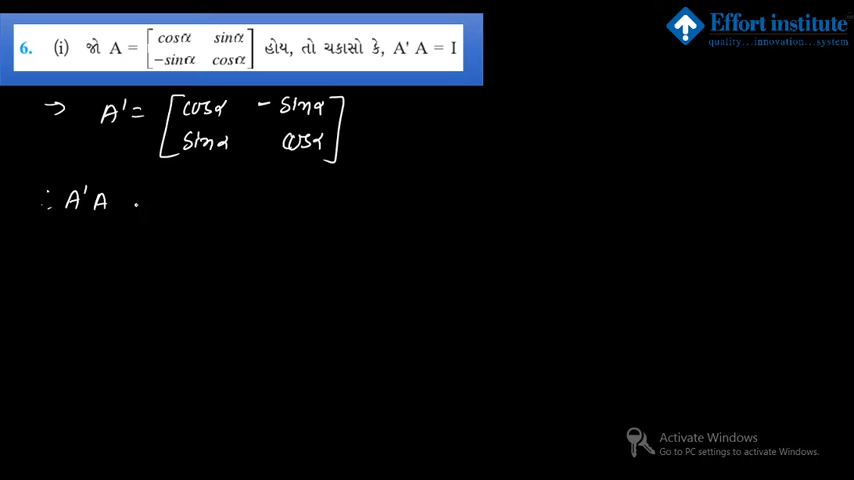 Effort institute
quality...innovation...system
6. (i) જો A = [cosα sinα
-sinα cosα] હોય, તો ચકાસો કે, A' A = I
→ A' = [cosα - sinα
sinα cosα]
∴ A'A
Activate Windows
Go to PC settings to activate Windows.